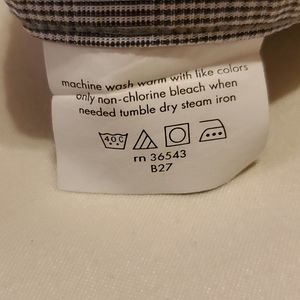 machine wash warm with like colors
only non-chlorine bleach when
needed tumble dry steam iron
40C
rn 36543
B27